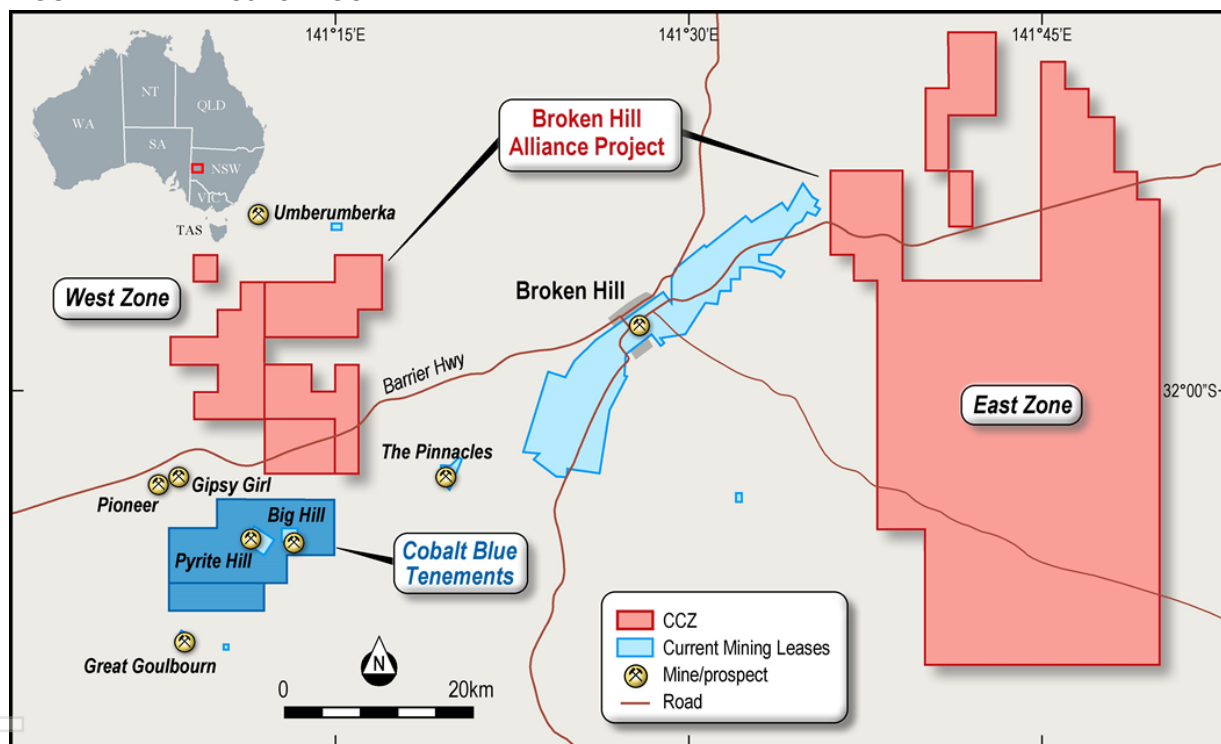 141°15'E
141°30'E
141°45'E
WA
NT
QLD
SA
NSW
VIC
TAS
Broken Hill
Alliance Project
Umberumberka
West Zone
Broken Hill
Barrier Hwy
32°00"S
East Zone
The Pinnacles
Gipsy Girl
Pioneer
Big Hill
Pyrite Hill
Cobalt Blue
Tenements
Great Goulbourn
N
0 20km
CCZ
Current Mining Leases
Mine/prospect
Road